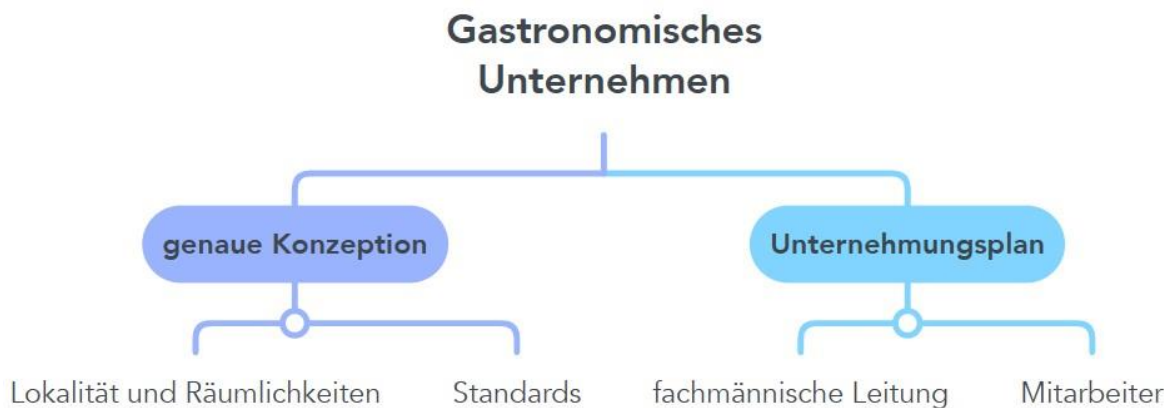 Gastronomisches
Unternehmen
genaue Konzeption
Unternehmungsplan
Lokalität und Räumlichkeiten
Standards
fachmännische Leitung
Mitarbeiter